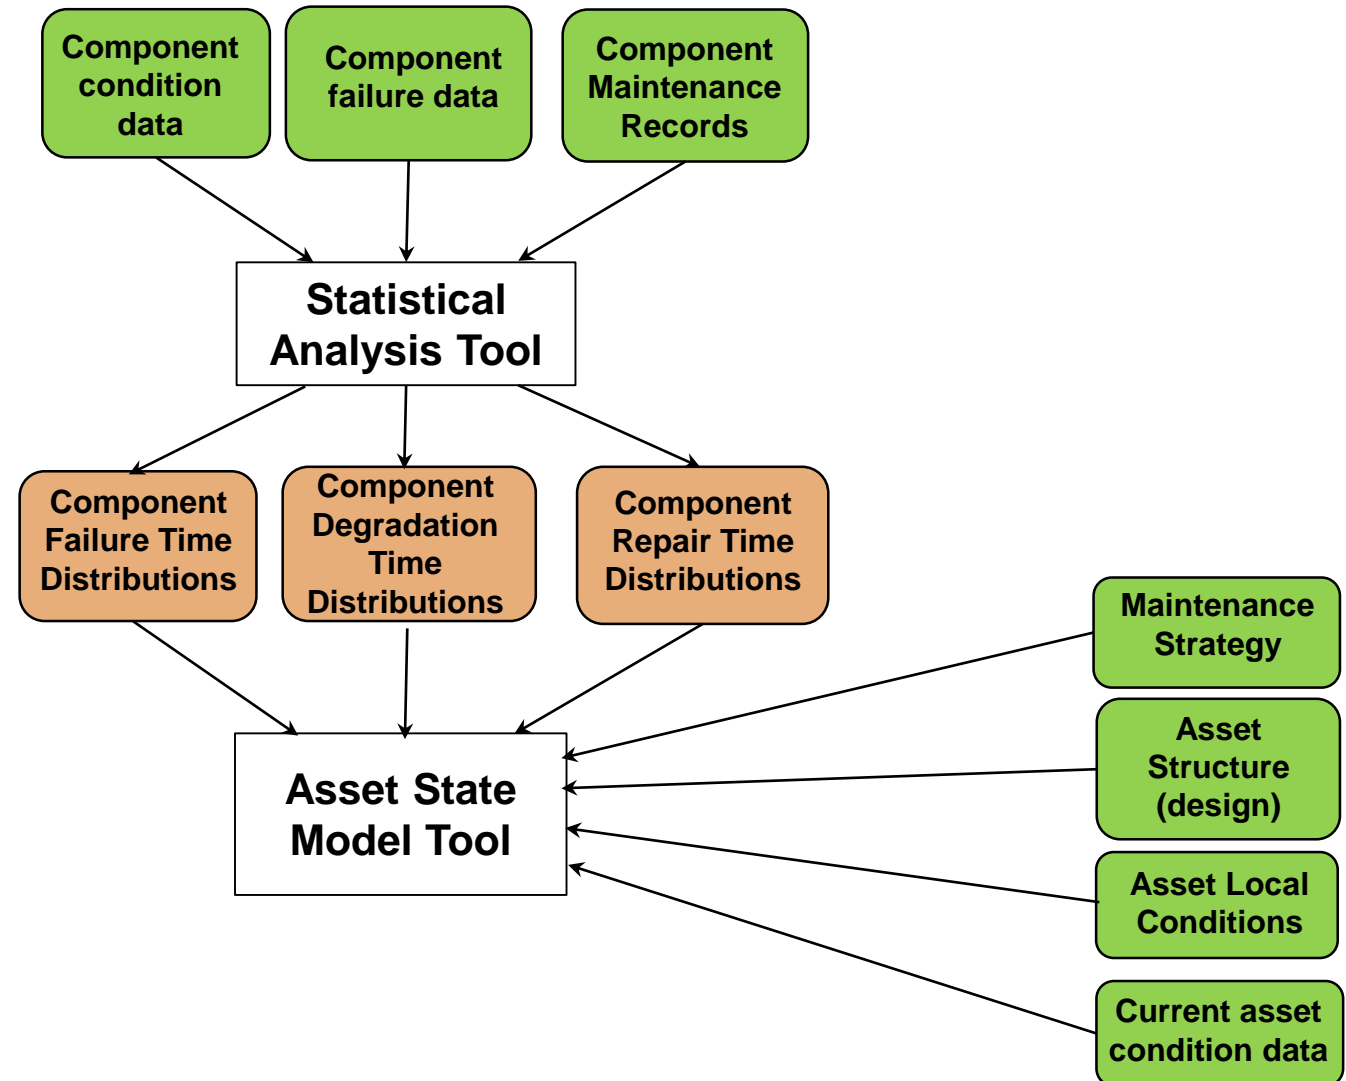 Component
condition
data
Component
failure data
Component
Maintenance
Records
Statistical
Analysis Tool
Component
Failure Time
Distributions
Component
Degradation
Time
Distributions
Component
Repair Time
Distributions
Maintenance
Strategy
Asset
Structure
(design)
Asset State
Model Tool
Asset Local
Conditions
Current asset
condition data